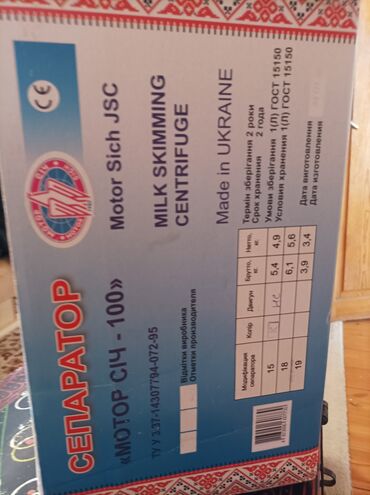 СЕПАРАТОР
«МОТОР СІЧ - 100»
ТУ У 3.37-14307794-072-95
Motor Sich JSC
MILK SKIMMING
CENTRIFUGE
Made in UKRAINE
CE
Відмітки виробника
Отметки производителя
Модифікація сепаратора Колір Двигун Брутто, кг. Нетто, кг.
15 5,4 4,9
18 6,1 5,6
19 3,9 3,4
Термін зберігання 2 роки
Срок хранения 2 года
Умови зберігання 1(Л) ГОСТ 15150
Условия хранения 1(Л) ГОСТ 15150
Дата виготовлення
Дата изготовления